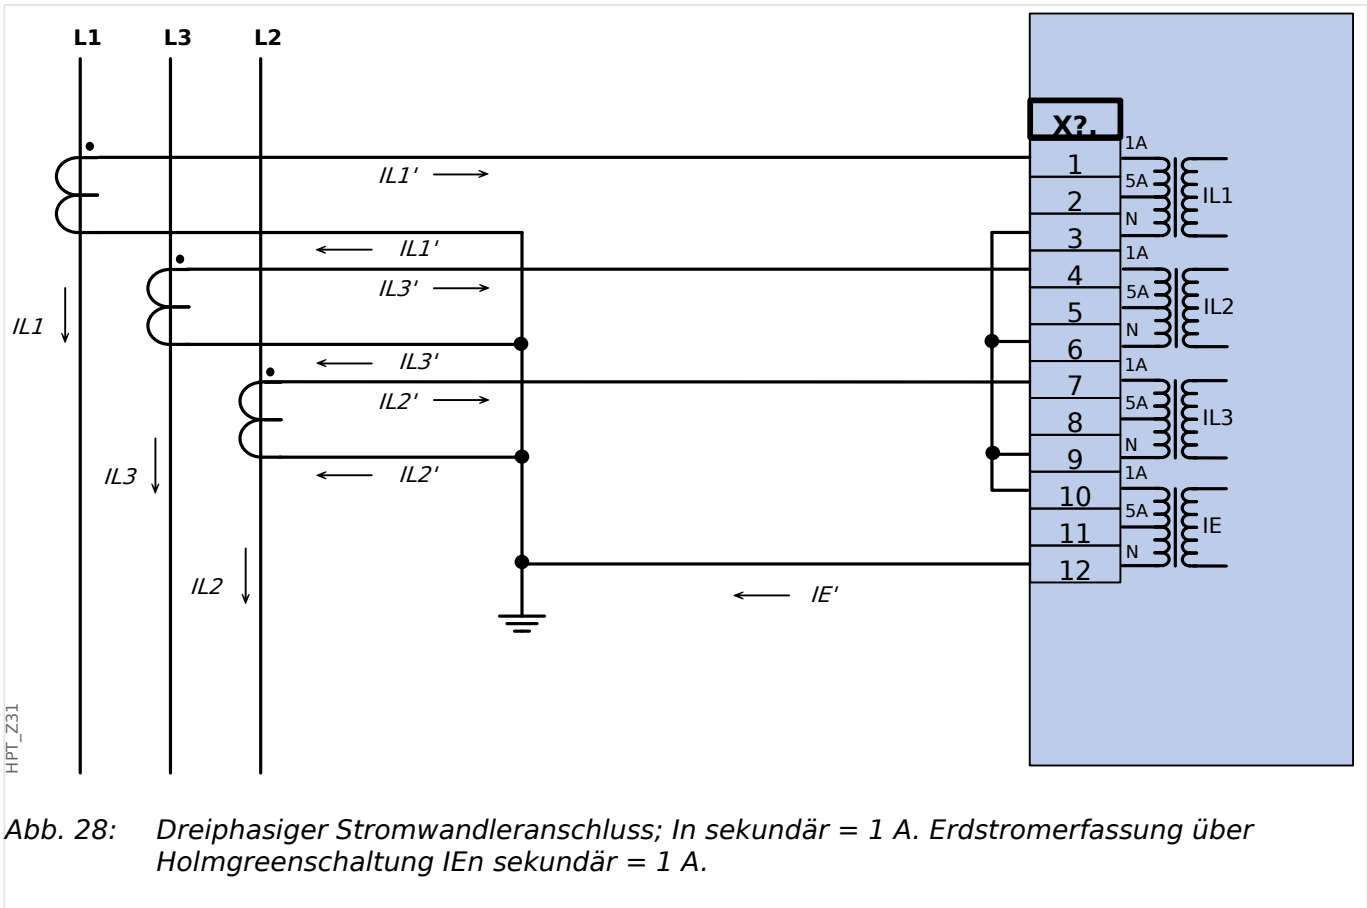 L1 L3 L2
X?.
1A
1
IL1'
5A
2
IL1
N
3
IL1'
1A
4
IL3'
5A
IL2
5
IL1
N
6
IL3'
1A
7
IL2'
5A
8
IL3
N
9
IL2'
IL3
1A
10
5A
11
IE
N
12
IL2
IE'
HPT_Z31
Abb. 28: Dreiphasiger Stromwandleranschluss; In sekundär = 1 A. Erdstromerfassung über
Holmgreenschaltung IEn sekundär = 1 A.